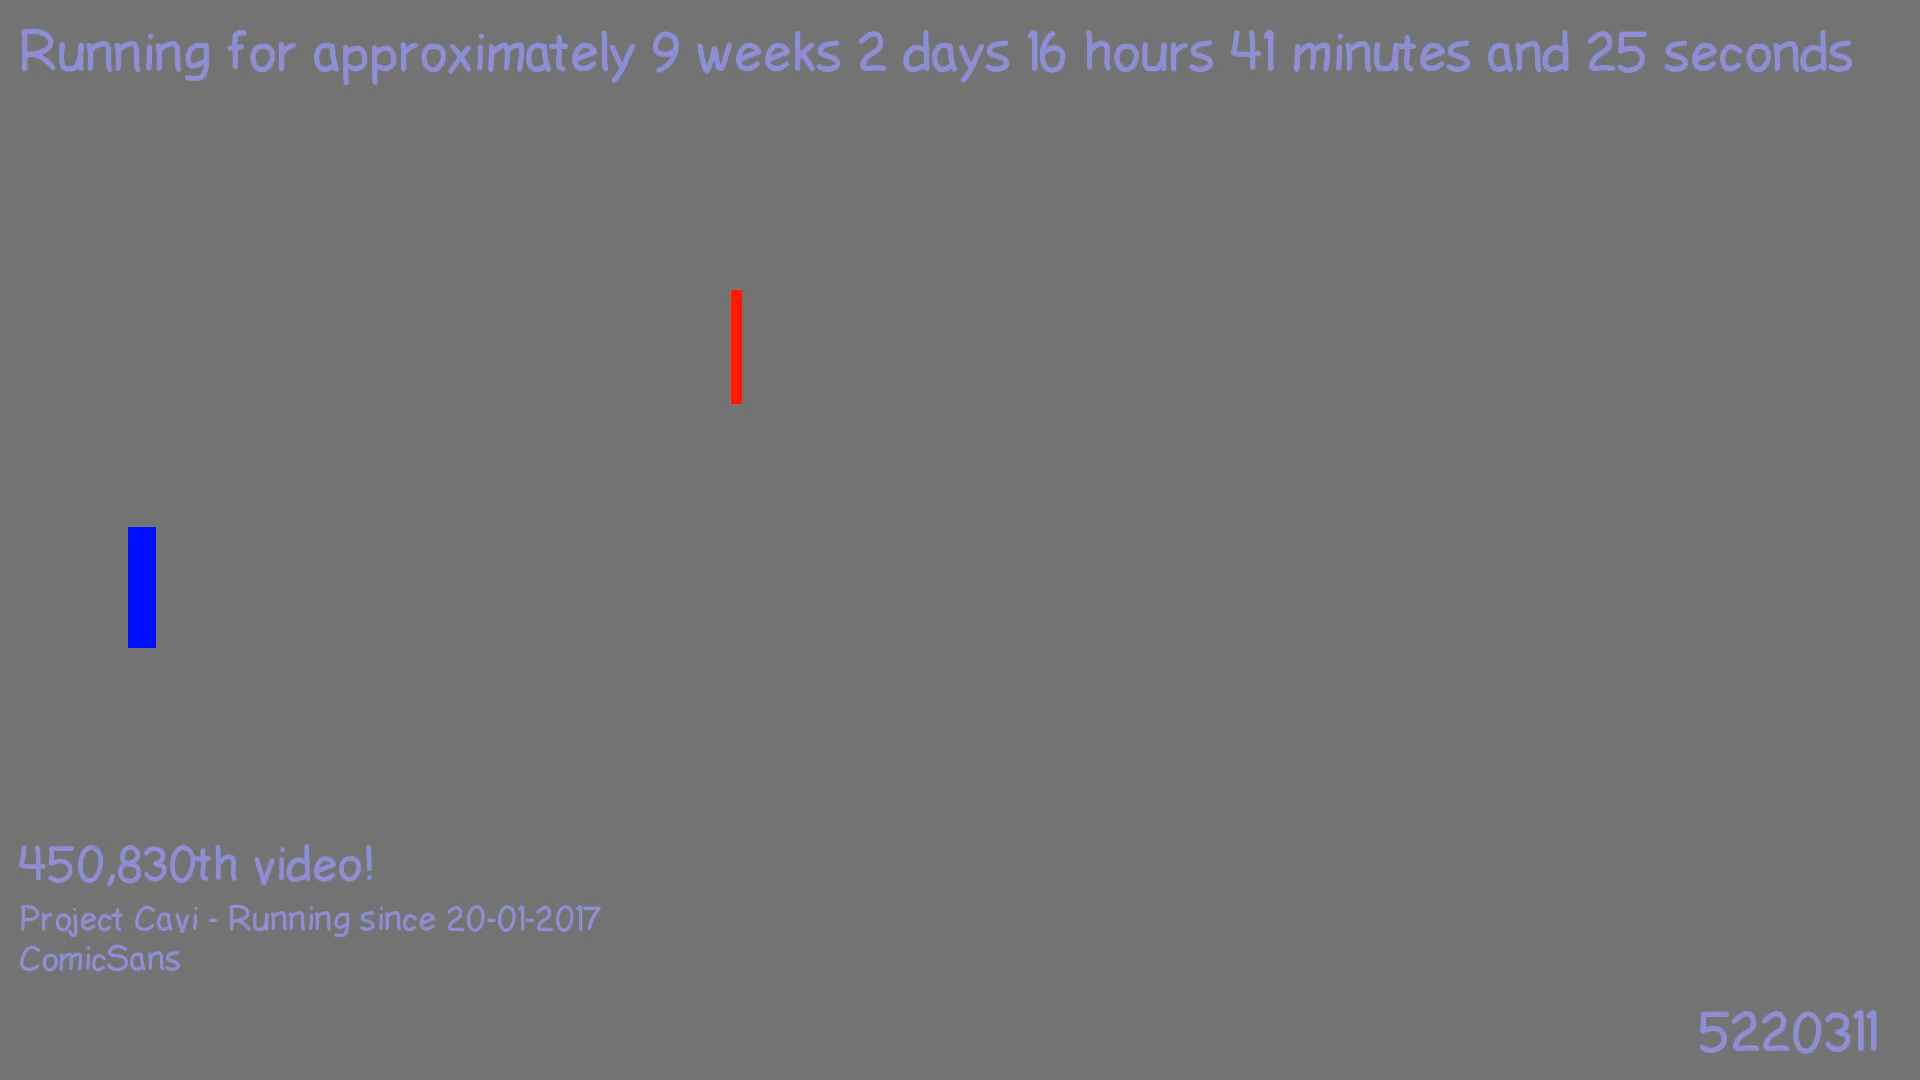 Running for approximately 9 weeks 2 days 16 hours 41 minutes and 25 seconds
450,830th video!
Project Cavi - Running since 20-01-2017
ComicSans
5220311